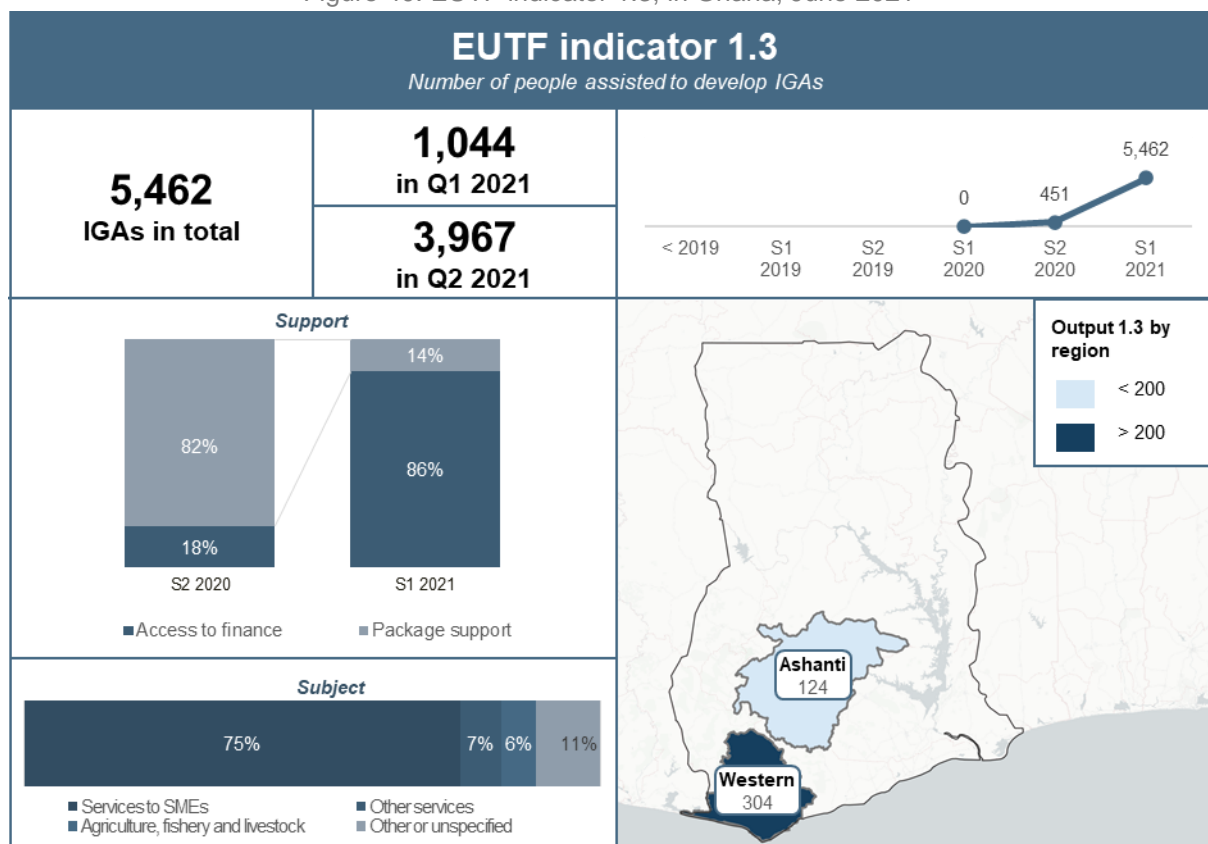 EUTF indicator 1.3
Number of people assisted to develop IGAs
5,462
IGAs in total
1,044
in Q1 2021
3,967
in Q2 2021
0
451
5,462
< 2019
S1
2019
S2
2019
S1
2020
S2
2020
S1
2021
Support
82%
18%
14%
86%
S2 2020
S1 2021
Access to finance
Package support
Subject
75%
7%
6%
11%
Services to SMEs
Other services
Agriculture, fishery and livestock
Other or unspecified
Output 1.3 by
region
< 200
> 200
Ashanti
124
Western
304